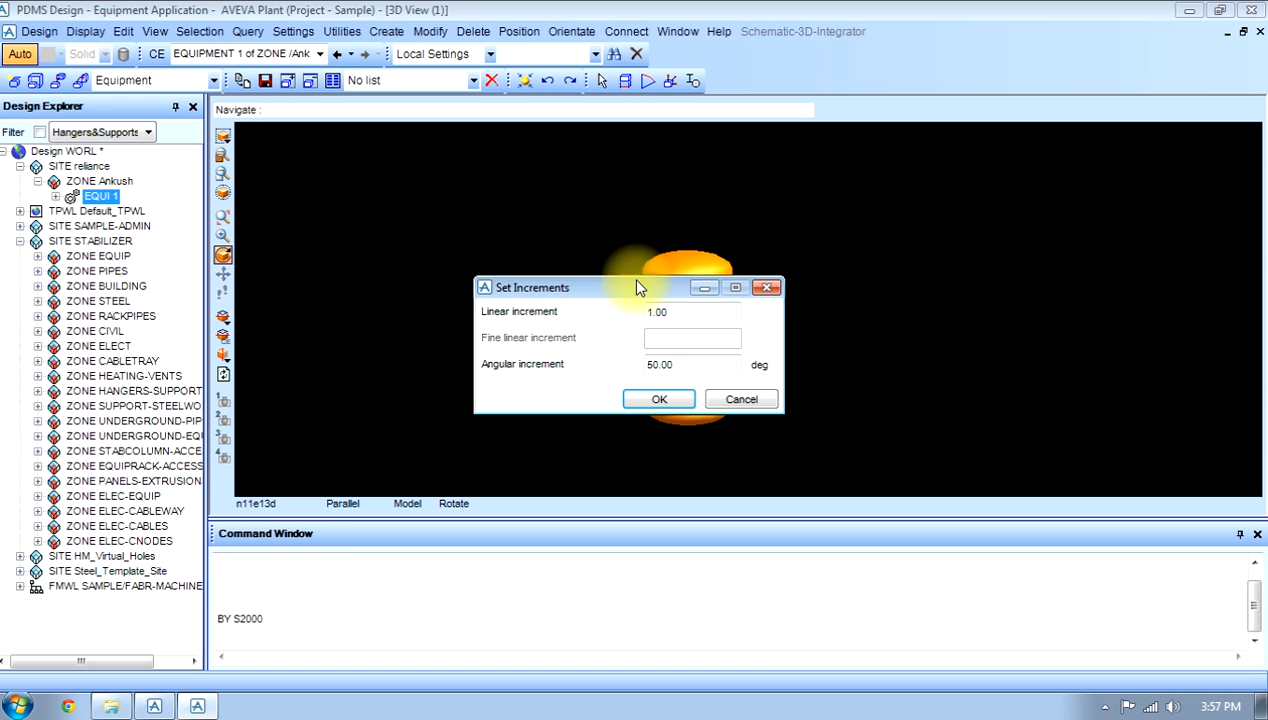 PDMS Design - Equipment Application - AVEVA Plant (Project - Sample) - [3D View (1)]
Design Display Edit View Selection Query Settings Utilities Create Modify Delete Position Orientate Connect Window Help Schematic-3D-Integrator
Auto Solid CE EQUIPMENT 1 of ZONE /Ank Local Settings
Equipment No list
Design Explorer
Navigate :
Filter Hangers&Supports
Design WORL *
SITE reliance
ZONE Ankush
EQUI 1
TPWL Default_TPWL
SITE SAMPLE-ADMIN
SITE STABILIZER
ZONE EQUIP
ZONE PIPES
ZONE BUILDING
ZONE STEEL
ZONE RACKPIPES
ZONE CIVIL
ZONE ELECT
ZONE CABLETRAY
ZONE HEATING-VENTS
ZONE HANGERS-SUPPORT
ZONE SUPPORT-STEELWO
ZONE UNDERGROUND-PIP
ZONE UNDERGROUND-EQU
ZONE STABCOLUMN-ACCE
ZONE EQUIPRACK-ACCESS
ZONE PANELS-EXTRUSION
ZONE ELEC-EQUIP
ZONE ELEC-CABLEWAY
ZONE ELEC-CABLES
ZONE ELEC-CNODES
SITE HM_Virtual_Holes
SITE Steel_Template_Site
FMWL SAMPLE/FABR-MACHINE
1
2
3
4
Set Increments
Linear increment 1.00
Fine linear increment
Angular increment 50.00 deg
OK Cancel
n11e13d Parallel Model Rotate
Command Window
BY S2000
3:57 PM